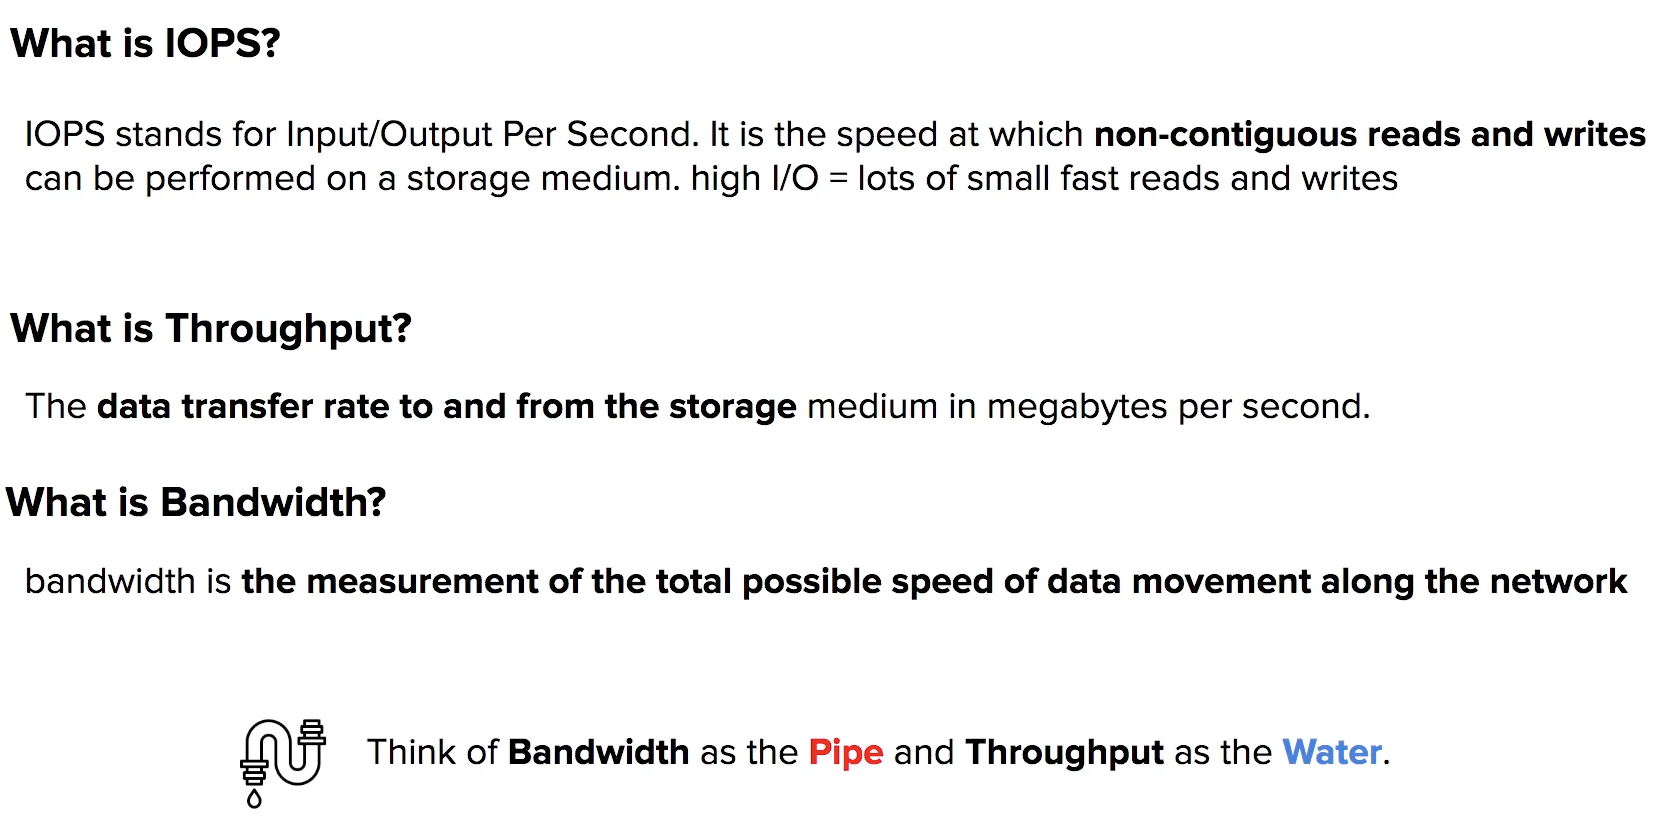 What is IOPS?
IOPS stands for Input/Output Per Second. It is the speed at which non-contiguous reads and writes
can be performed on a storage medium. high I/O = lots of small fast reads and writes
What is Throughput?
The data transfer rate to and from the storage medium in megabytes per second.
What is Bandwidth?
bandwidth is the measurement of the total possible speed of data movement along the network
Think of Bandwidth as the Pipe and Throughput as the Water.